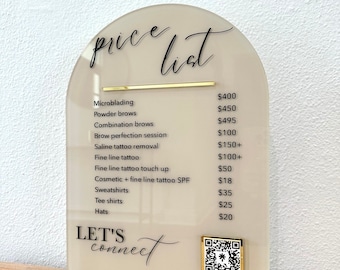 price
list
Microblading $400
Powder brows $450
Combination brows $495
Brow perfection session $100
Saline tattoo removal $150+
Fine line tattoo $100+
Fine line tattoo touch up $50
Cosmetic + fine line tattoo SPF $18
Sweatshirts $35
Tee shirts $25
Hats $20
LET'S
connect